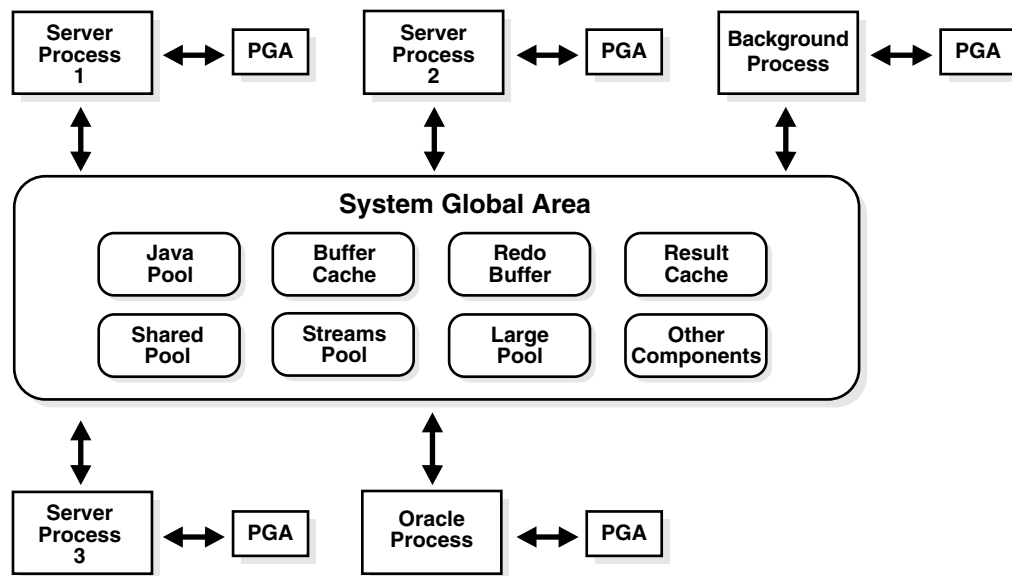 Server
Process
1
PGA
Server
Process
2
PGA
Background
Process
PGA
System Global Area
Java
Pool
Buffer
Cache
Redo
Buffer
Result
Cache
Shared
Pool
Streams
Pool
Large
Pool
Other
Components
Server
Process
3
PGA
Oracle
Process
PGA